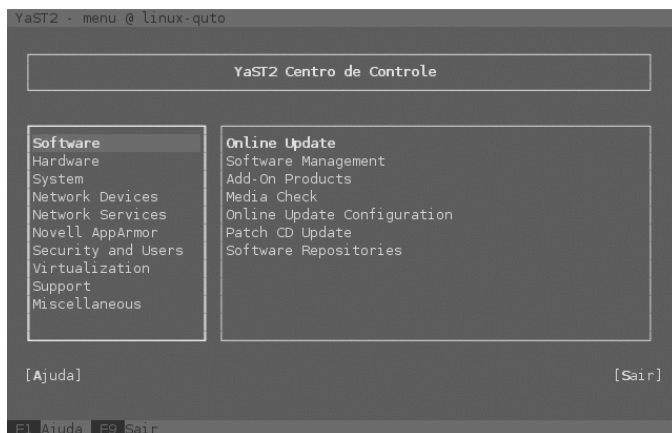 YaST2 - menu @ linux-quto
YaST2 Centro de Controle
Software
Hardware
System
Network Devices
Network Services
Novell AppArmor
Security and Users
Virtualization
Support
Miscellaneous
Online Update
Software Management
Add-On Products
Media Check
Online Update Configuration
Patch CD Update
Software Repositories
[Ajuda] [Sair]
F1 Ajuda F9 Sair